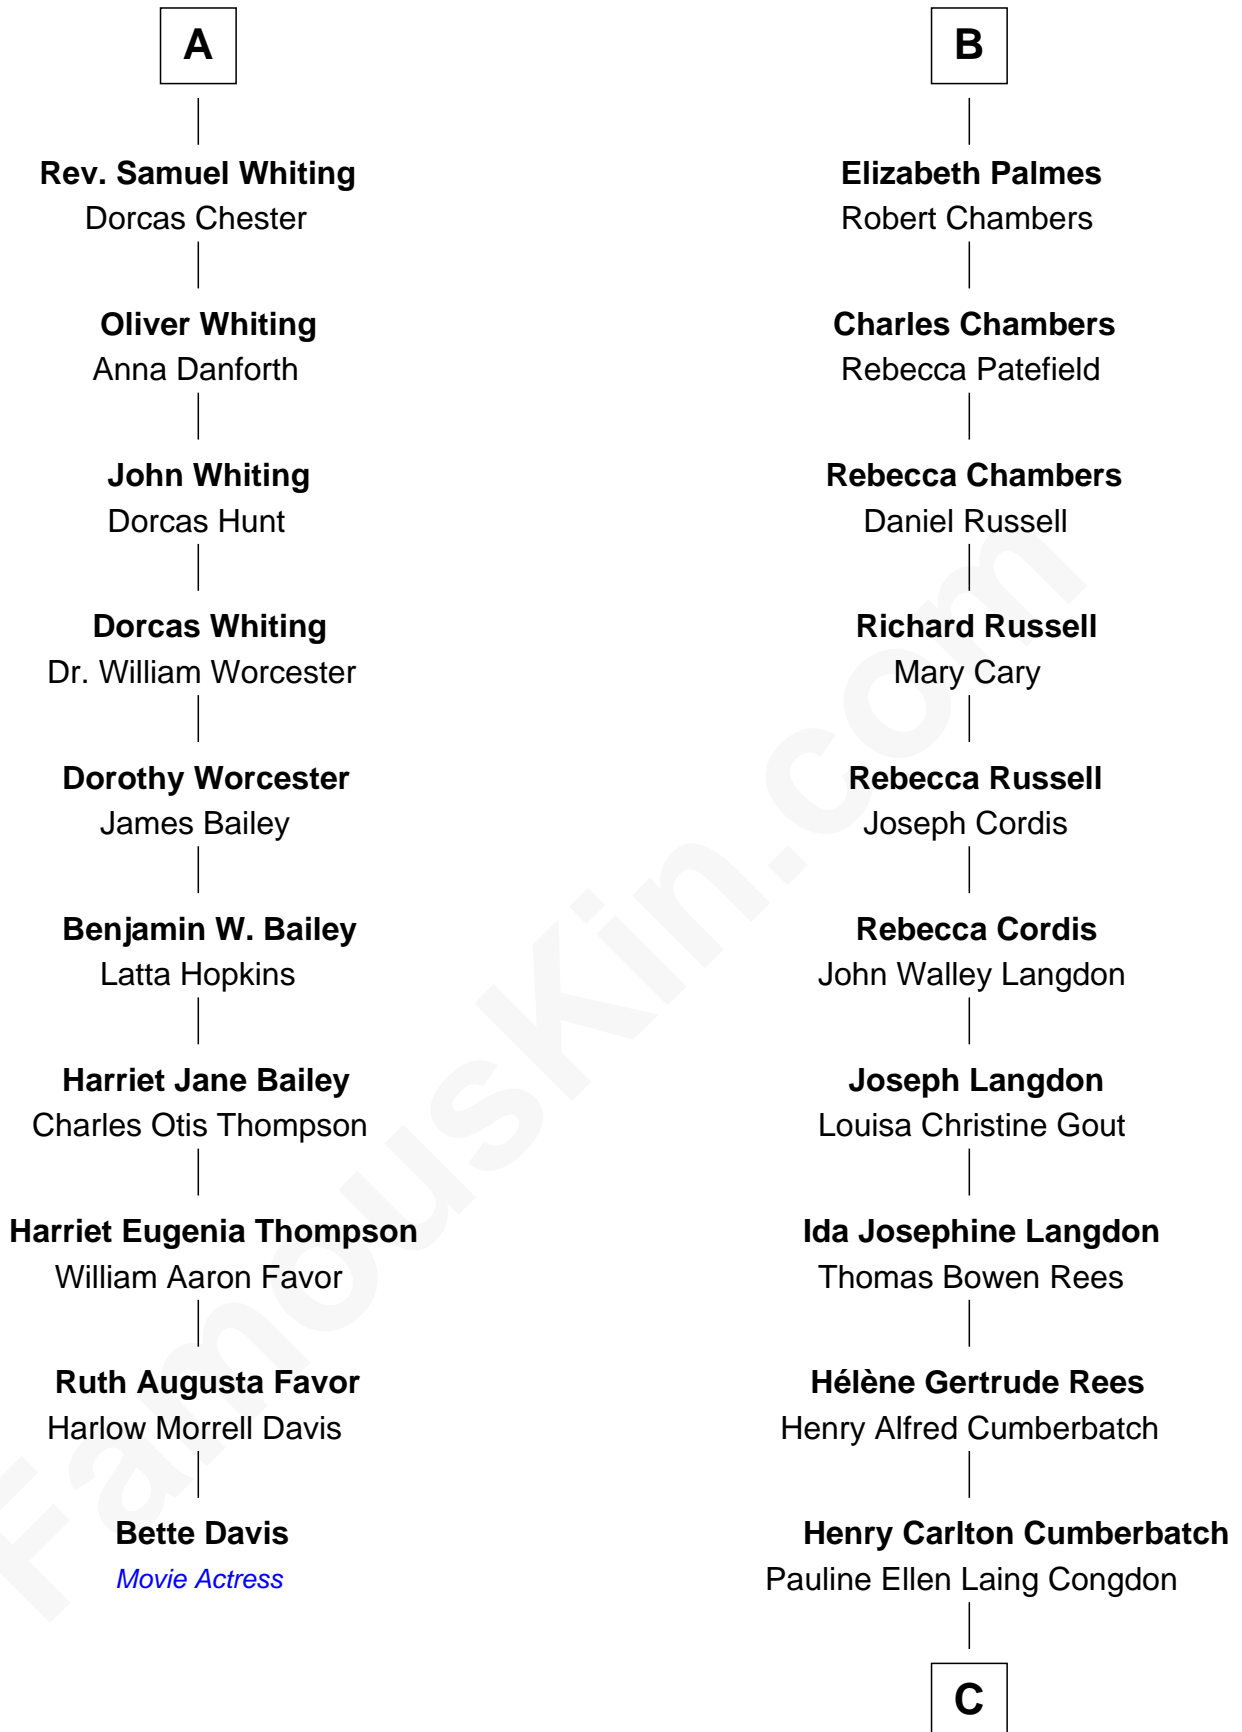 A
Rev. Samuel Whiting
Dorcas Chester
Oliver Whiting
Anna Danforth
John Whiting
Dorcas Hunt
Dorcas Whiting
Dr. William Worcester
Dorothy Worcester
James Bailey
Benjamin W. Bailey
Latta Hopkins
Harriet Jane Bailey
Charles Otis Thompson
Harriet Eugenia Thompson
William Aaron Favor
Ruth Augusta Favor
Harlow Morrell Davis
Bette Davis
Movie Actress
B
Elizabeth Palmes
Robert Chambers
Charles Chambers
Rebecca Patefield
Rebecca Chambers
Daniel Russell
Richard Russell
Mary Cary
Rebecca Russell
Joseph Cordis
Rebecca Cordis
John Walley Langdon
Joseph Langdon
Louisa Christine Gout
Ida Josephine Langdon
Thomas Bowen Rees
Hélène Gertrude Rees
Henry Alfred Cumberbatch
Henry Carlton Cumberbatch
Pauline Ellen Laing Congdon
C
FamousKin.com